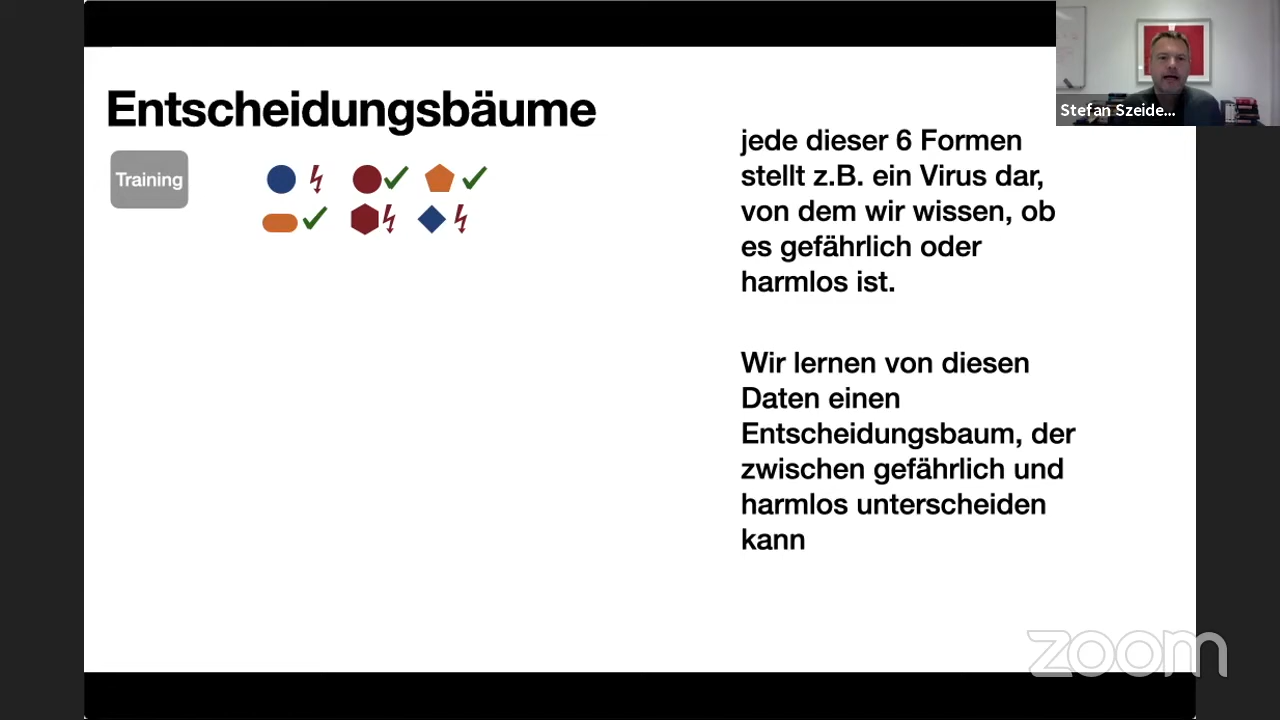 Entscheidungsbäume
Training
jede dieser 6 Formen
stellt z.B. ein Virus dar,
von dem wir wissen, ob
es gefährlich oder
harmlos ist.
Wir lernen von diesen
Daten einen
Entscheidungsbaum, der
zwischen gefährlich und
harmlos unterscheiden
kann
Stefan Szeide...
zoom